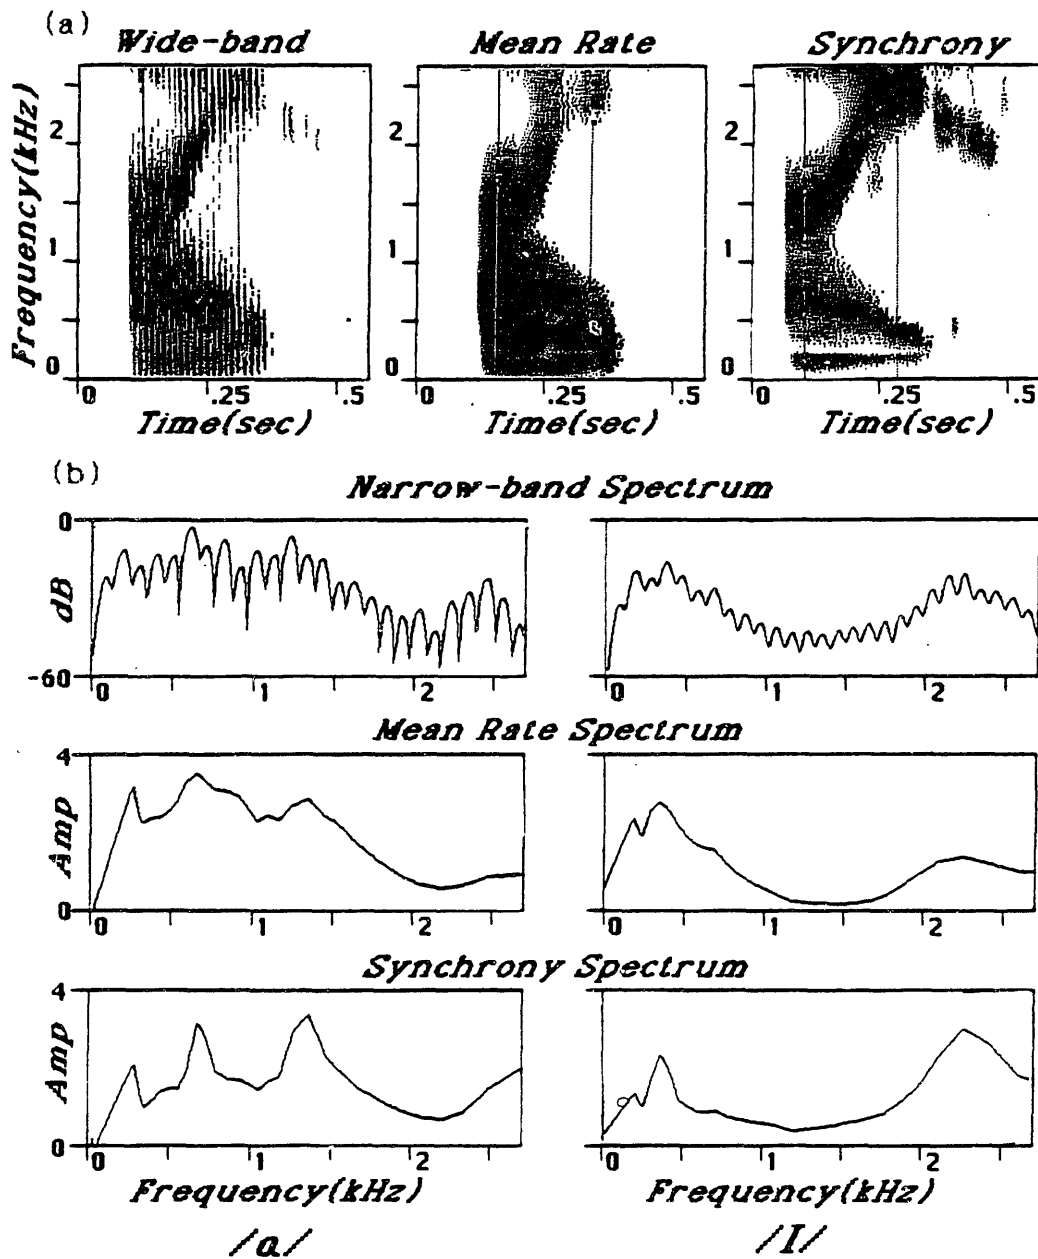 (a)
Wide-band Mean Rate Synchrony
Frequency(kHz)
2
1
0
2
1
0
2
1
0
0 .25 .5
0 .25 .5
0 .25 .5
Time(sec) Time(sec) Time(sec)
(b)
Narrow-band Spectrum
dB
0
-60
0 1 2
0 1 2
Mean Rate Spectrum
Amp
4
0
0 1 2
0 1 2
Synchrony Spectrum
Amp
4
0
0 1 2
0 1 2
Frequency(kHz) Frequency(kHz)
/a/ /I/